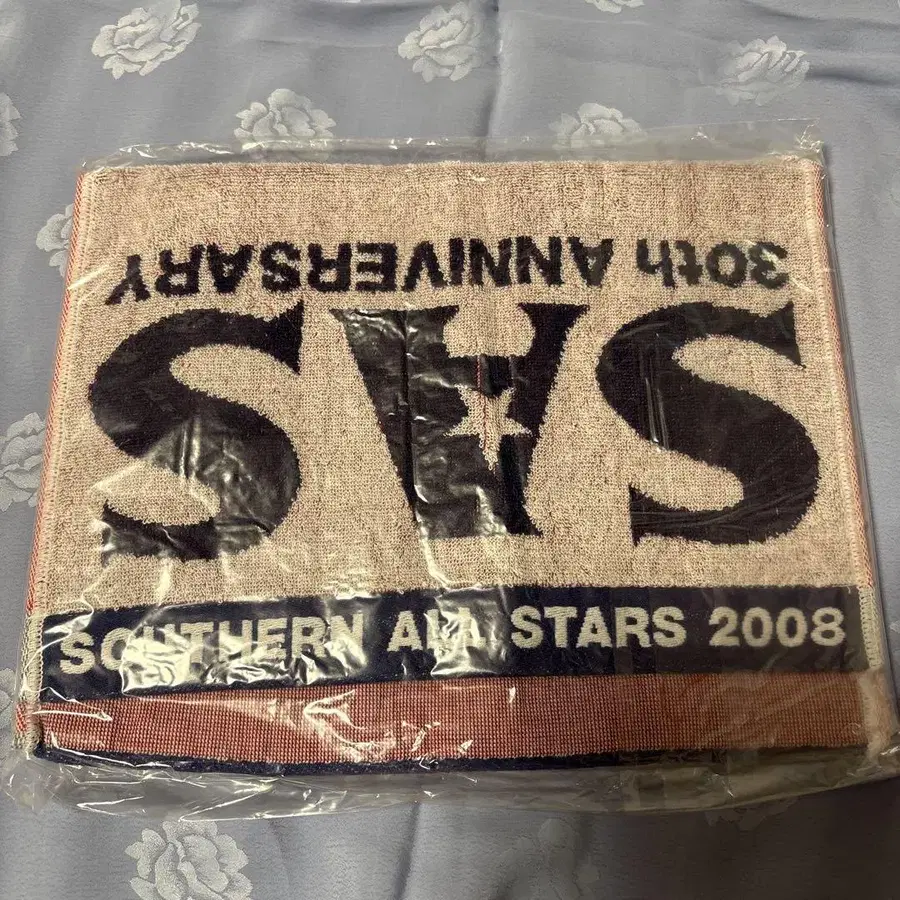 30th ANNIVERSARY
SAS
SOUTHERN ALL STARS 2008